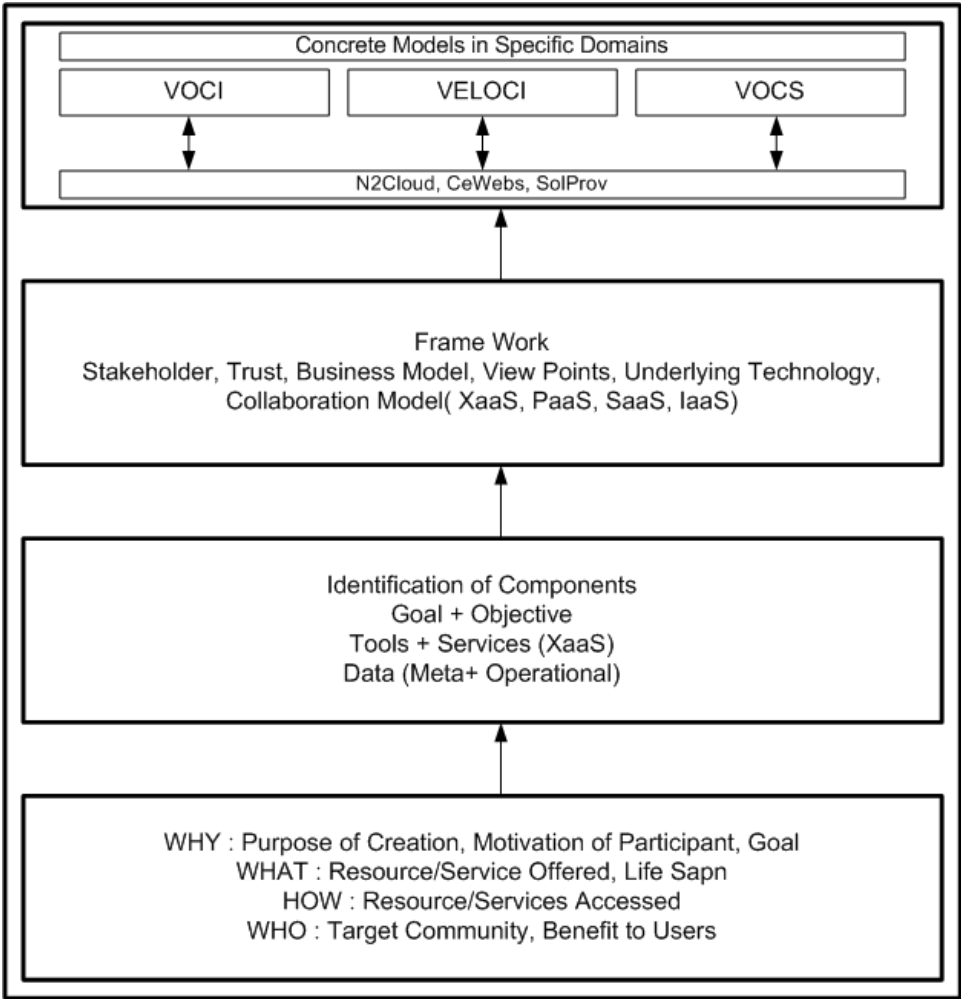 Concrete Models in Specific Domains
VOCI
VELOCI
VOCS
N2Cloud, CeWebs, SolProv
Frame Work
Stakeholder, Trust, Business Model, View Points, Underlying Technology,
Collaboration Model( XaaS, PaaS, SaaS, IaaS)
Identification of Components
Goal + Objective
Tools + Services (XaaS)
Data (Meta+ Operational)
WHY : Purpose of Creation, Motivation of Participant, Goal
WHAT : Resource/Service Offered, Life Sapn
HOW : Resource/Services Accessed
WHO : Target Community, Benefit to Users